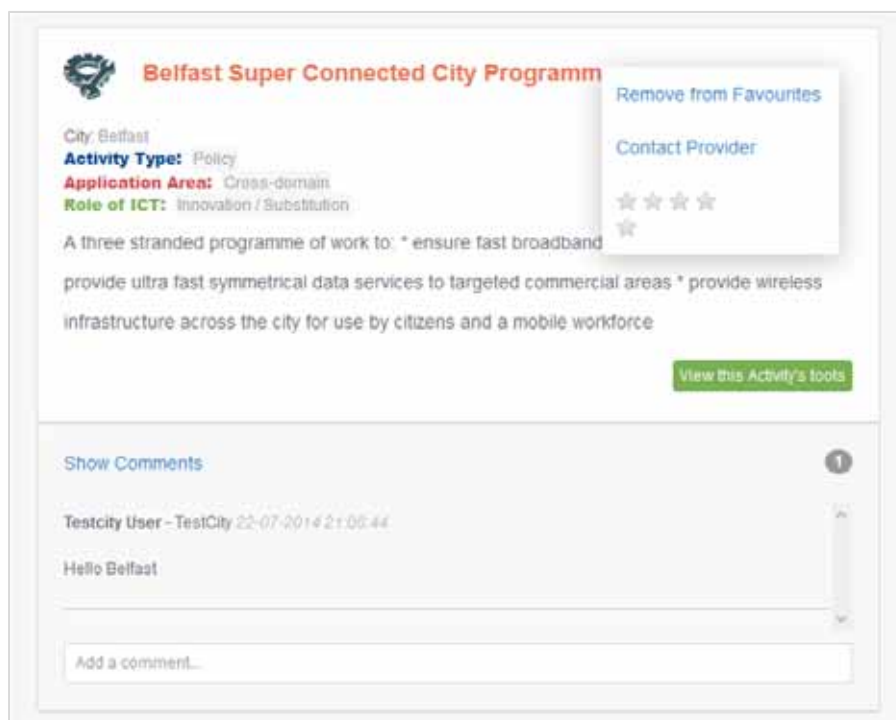 Belfast Super Connected City Programm
Remove from Favourites
Contact Provider
City: Belfast
Activity Type: Policy
Application Area: Cross-domain
Role of ICT: Innovation / Substitution
A three stranded programme of work to: * ensure fast broadband
provide ultra fast symmetrical data services to targeted commercial areas * provide wireless
infrastructure across the city for use by citizens and a mobile workforce
View this Activity's tools
Show Comments
1
Testcity User - TestCity 22-07-2014 21:06:44
Hello Belfast
Add a comment...